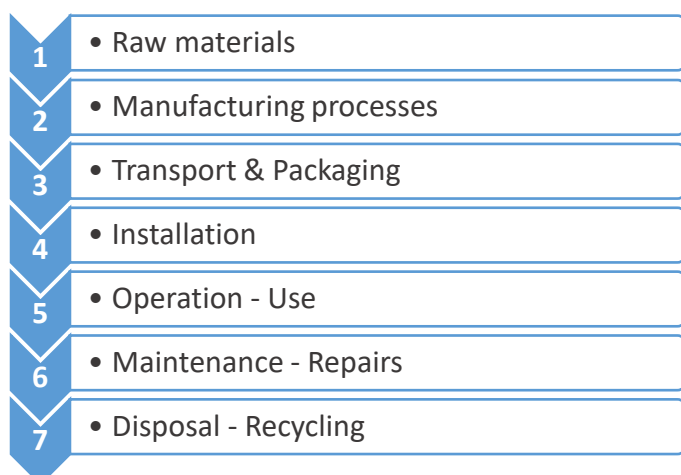 1 • Raw materials
2 • Manufacturing processes
3 • Transport & Packaging
4 • Installation
5 • Operation - Use
6 • Maintenance - Repairs
7 • Disposal - Recycling